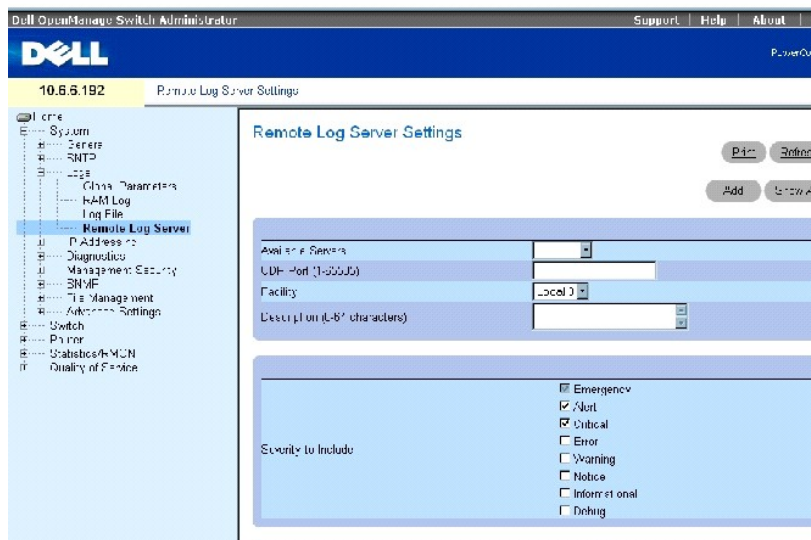 Dell OpenManage Switch Administrator
Support | Help | About |
DELL
PowerCo
10.6.6.192
Remote Log Server Settings
Home
System
General
SNTP
Logs
Global Parameters
RAM Log
Log File
Remote Log Server
IP Addressing
Diagnostics
Management Security
SNMP
File Management
Advanced Settings
Switch
Router
Statistics/RMON
Quality of Service
Remote Log Server Settings
Print
Refres
Add
Show A
Available Servers
UDP Port (1-65535)
Facility
Local 0
Description (0-64 characters)
Severity to Include
Emergency
Alert
Critical
Error
Warning
Notice
Informational
Debug